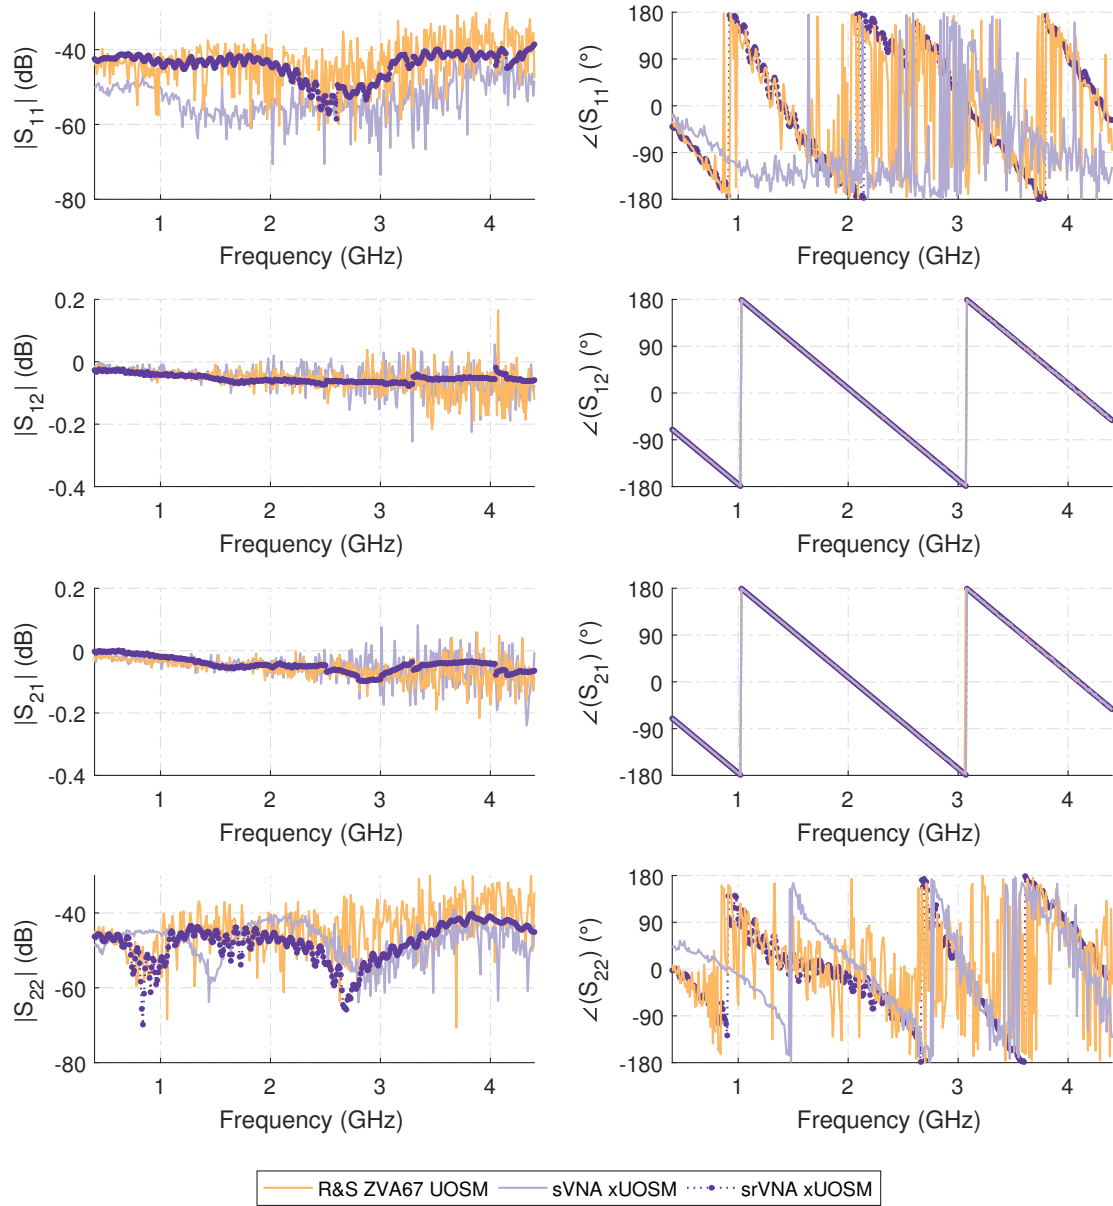 |S11| (dB)
-40
-60
-80
1 2 3 4
Frequency (GHz)
∠(S11) (°)
180
90
0
-90
-180
1 2 3 4
Frequency (GHz)
|S12| (dB)
0.2
0
-0.2
-0.4
1 2 3 4
Frequency (GHz)
∠(S12) (°)
180
90
0
-90
-180
1 2 3 4
Frequency (GHz)
|S21| (dB)
0.2
0
-0.2
-0.4
1 2 3 4
Frequency (GHz)
∠(S21) (°)
180
90
0
-90
-180
1 2 3 4
Frequency (GHz)
|S22| (dB)
-40
-60
-80
1 2 3 4
Frequency (GHz)
∠(S22) (°)
180
90
0
-90
-180
1 2 3 4
Frequency (GHz)
R&S ZVA67 UOSM sVNA xUOSM srVNA xUOSM